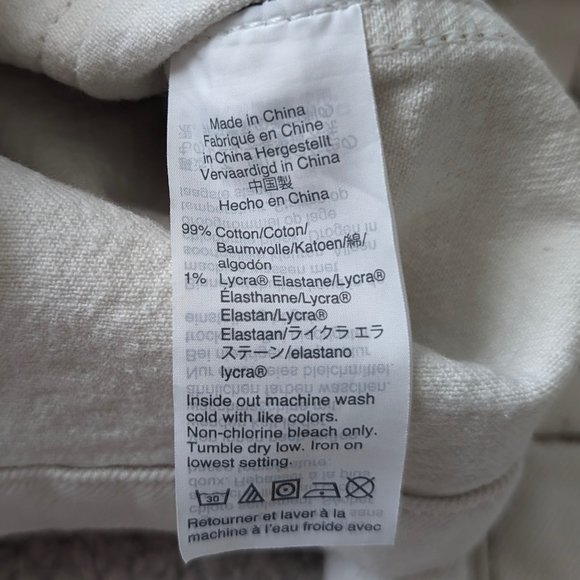 Made in China
Fabriqué en Chine
in China Hergestellt
Vervaardigd in China
中国製
Hecho en China
99% Cotton/Coton/
Baumwolle/Katoen/綿/
algodón
1% Lycra® Elastane/Lycra®
Élasthanne/Lycra®
Elastan/Lycra®
Elastaan/ライクラ エラ
ステーン/elastano
lycra®
Inside out machine wash
cold with like colors.
Non-chlorine bleach only.
Tumble dry low. Iron on
lowest setting.
30
Retourner et laver à la
machine à l'eau froide avec